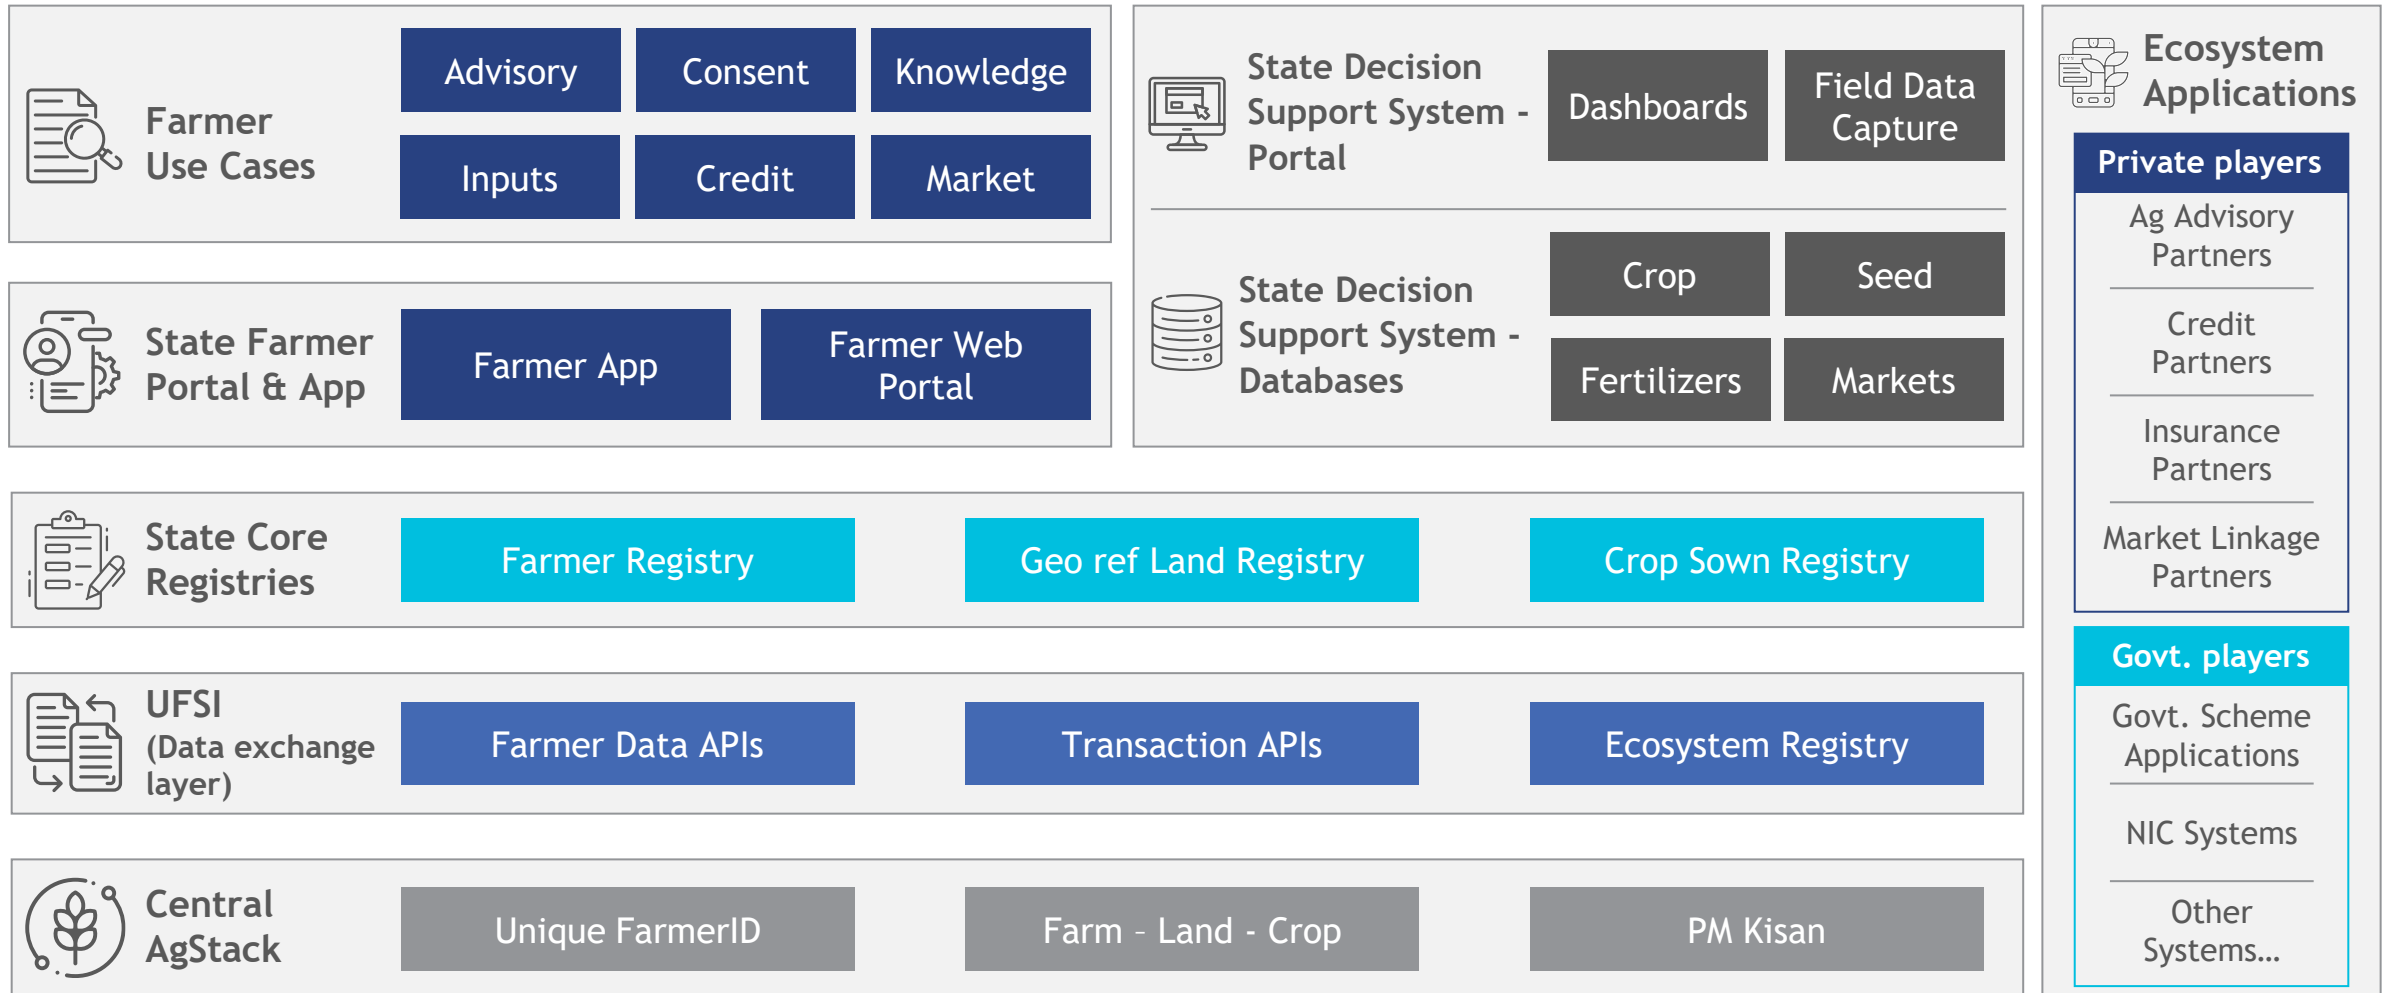 Farmer
Use Cases
Advisory
Consent
Knowledge
Inputs
Credit
Market
State Farmer
Portal & App
Farmer App
Farmer Web
Portal
State Decision
Support System -
Portal
Dashboards
Field Data
Capture
State Decision
Support System -
Databases
Crop
Seed
Fertilizers
Markets
State Core
Registries
Farmer Registry
Geo ref Land Registry
Crop Sown Registry
UFSI
(Data exchange
layer)
Farmer Data APIs
Transaction APIs
Ecosystem Registry
Central
AgStack
Unique FarmerID
Farm – Land - Crop
PM Kisan
Ecosystem
Applications
Private players
Ag Advisory
Partners
Credit
Partners
Insurance
Partners
Market Linkage
Partners
Govt. players
Govt. Scheme
Applications
NIC Systems
Other
Systems…